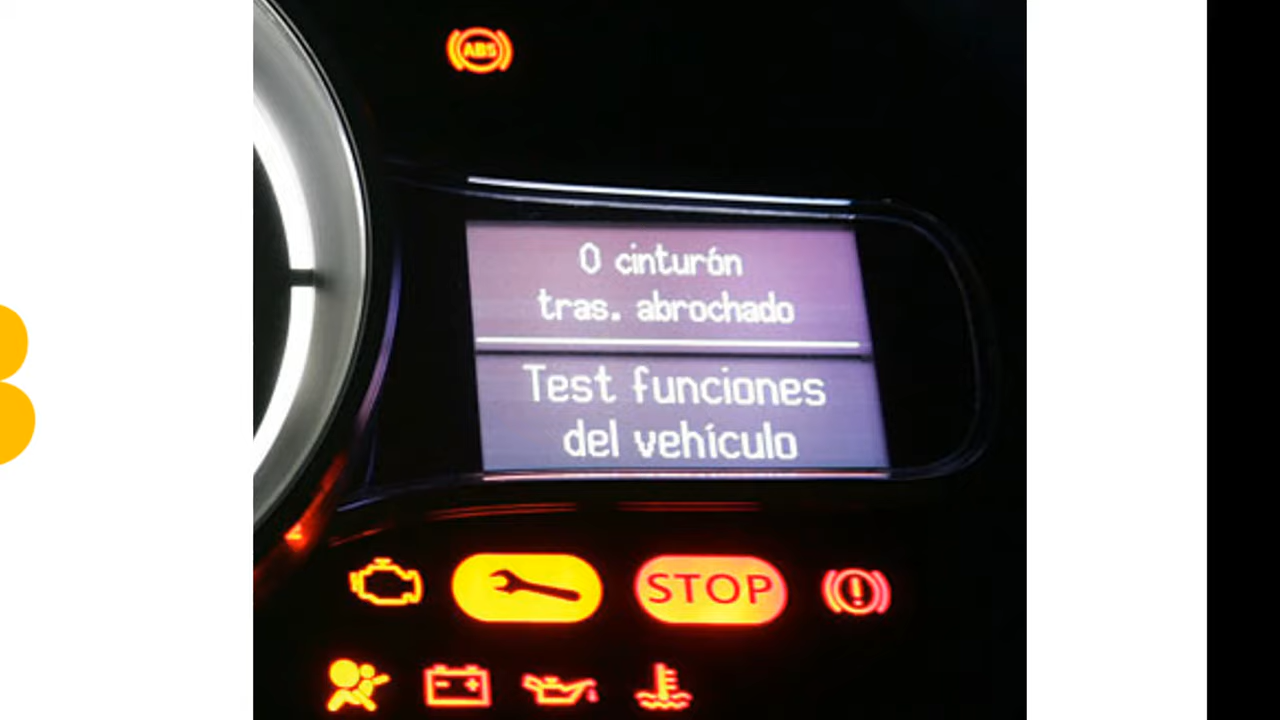 ABS
0 cinturón
tras. abrochado
Test funciones
del vehículo
STOP